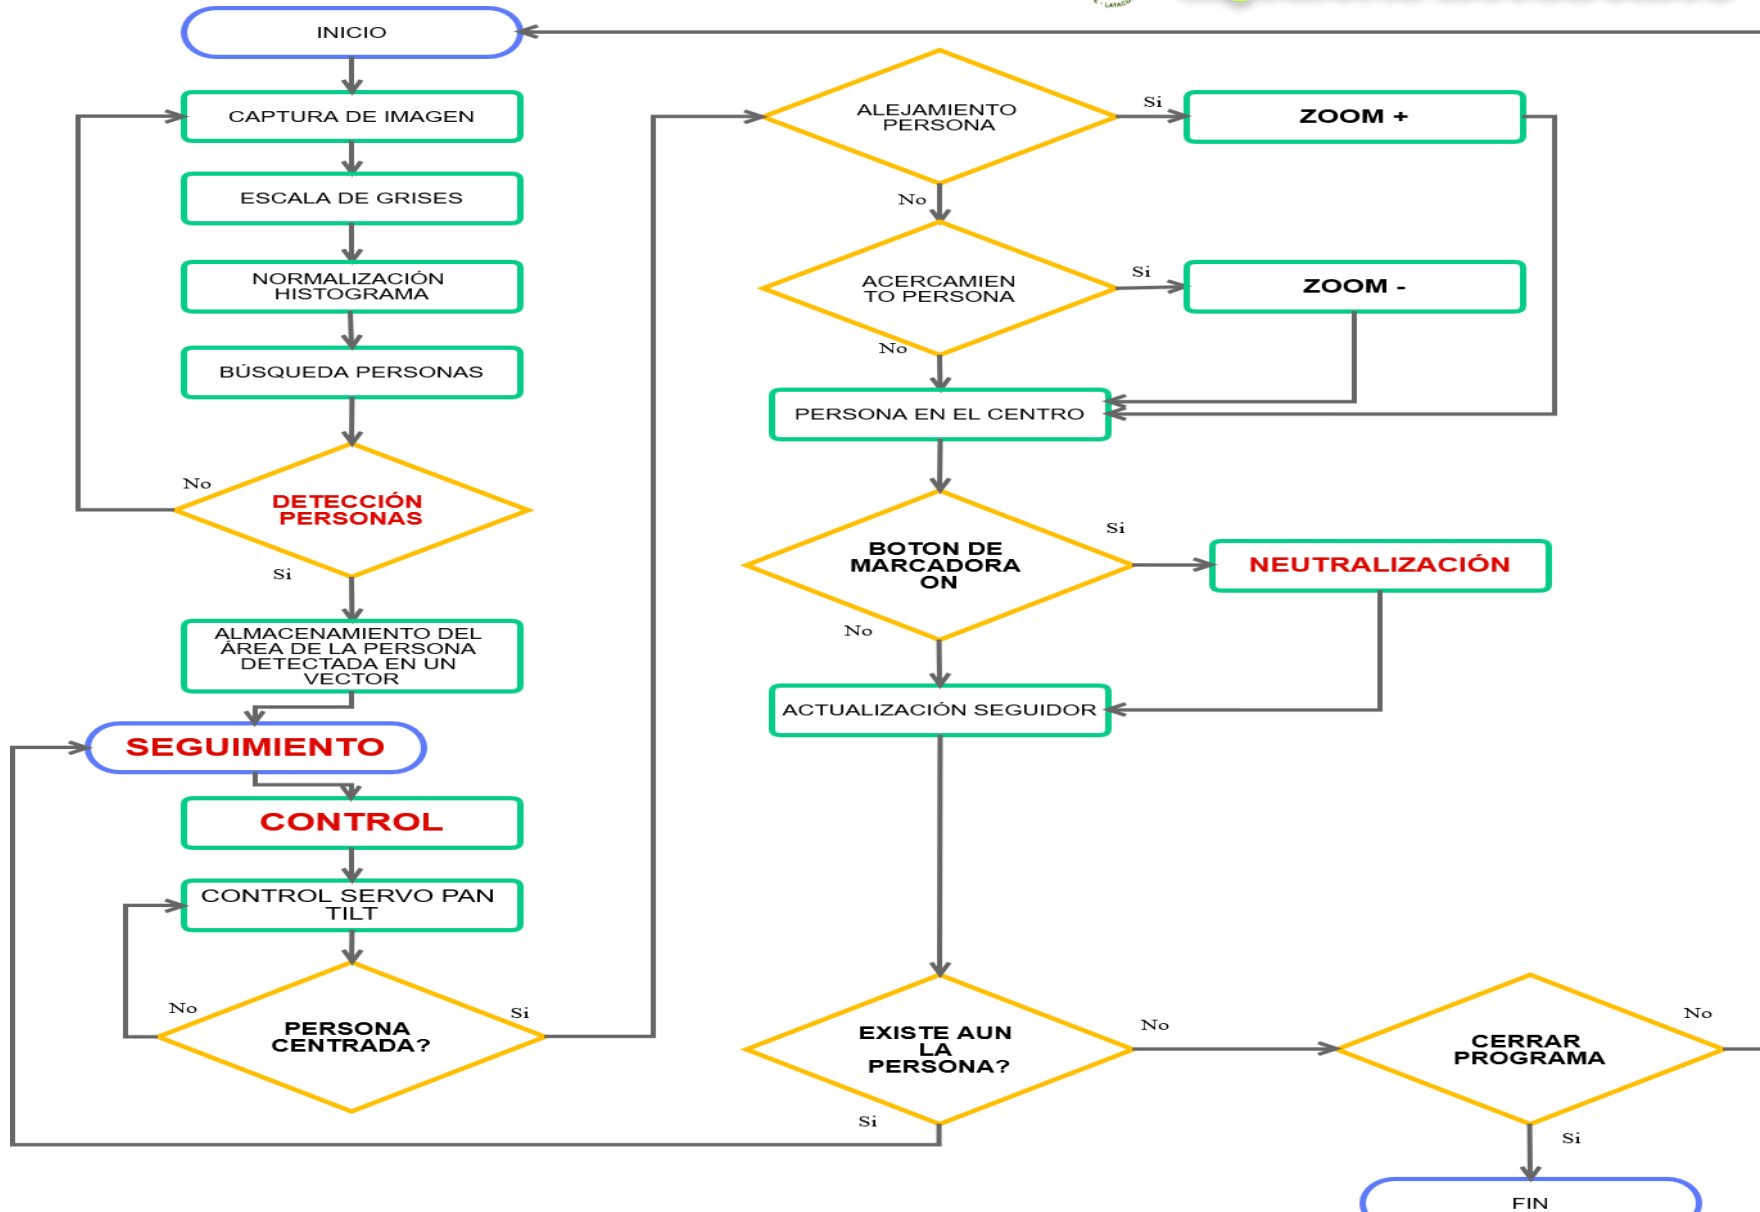 INICIO
CAPTURA DE IMAGEN
ESCALA DE GRISES
NORMALIZACIÓN
HISTOGRAMA
BÚSQUEDA PERSONAS
No
DETECCIÓN
PERSONAS
Si
ALMACENAMIENTO DEL
ÁREA DE LA PERSONA
DETECTADA EN UN
VECTOR
SEGUIMIENTO
CONTROL
CONTROL SERVO PAN
TILT
No
Si
PERSONA
CENTRADA?
ALEJAMIENTO
PERSONA
Si
ZOOM +
No
ACERCAMIEN
TO PERSONA
Si
ZOOM -
No
PERSONA EN EL CENTRO
BOTON DE
MARCADORA
ON
Si
NEUTRALIZACIÓN
No
ACTUALIZACIÓN SEGUIDOR
EXISTE AUN
LA
PERSONA?
No
Si
CERRAR
PROGRAMA
No
Si
FIN